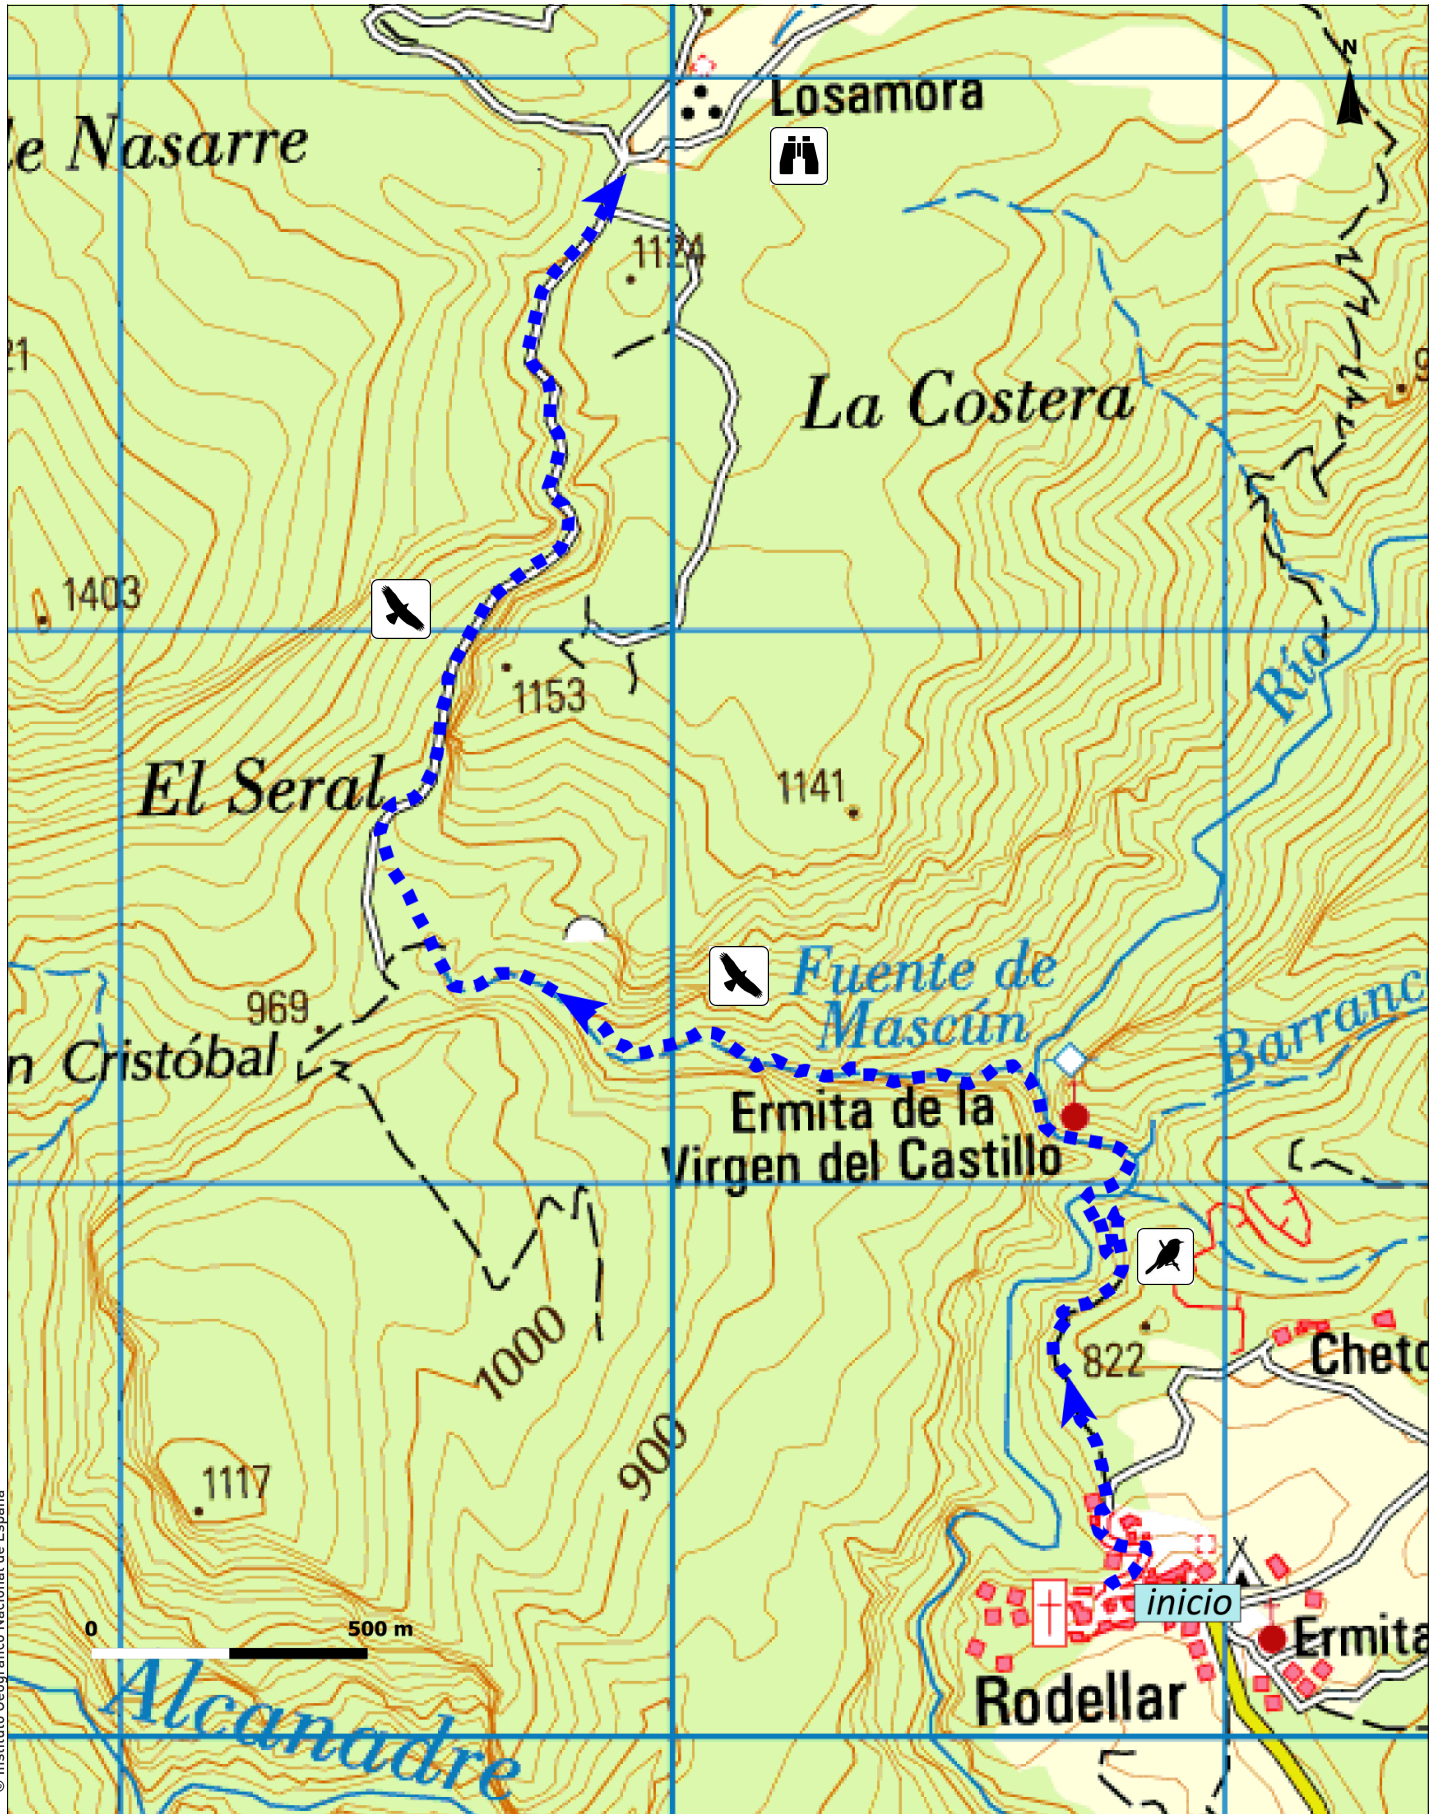 N
Losamora
le Nasarre
1124
La Costera
1403
Río
1153
El Seral
1141
Fuente de
Mascún
Barranc
969
n Cristóbal
Ermita de la
Virgen del Castillo
822
1000
Cheto
900
1117
inicio
0
500 m
Ermita
Rodellar
Alcanadre
© Instituto Geográfico Nacional de España